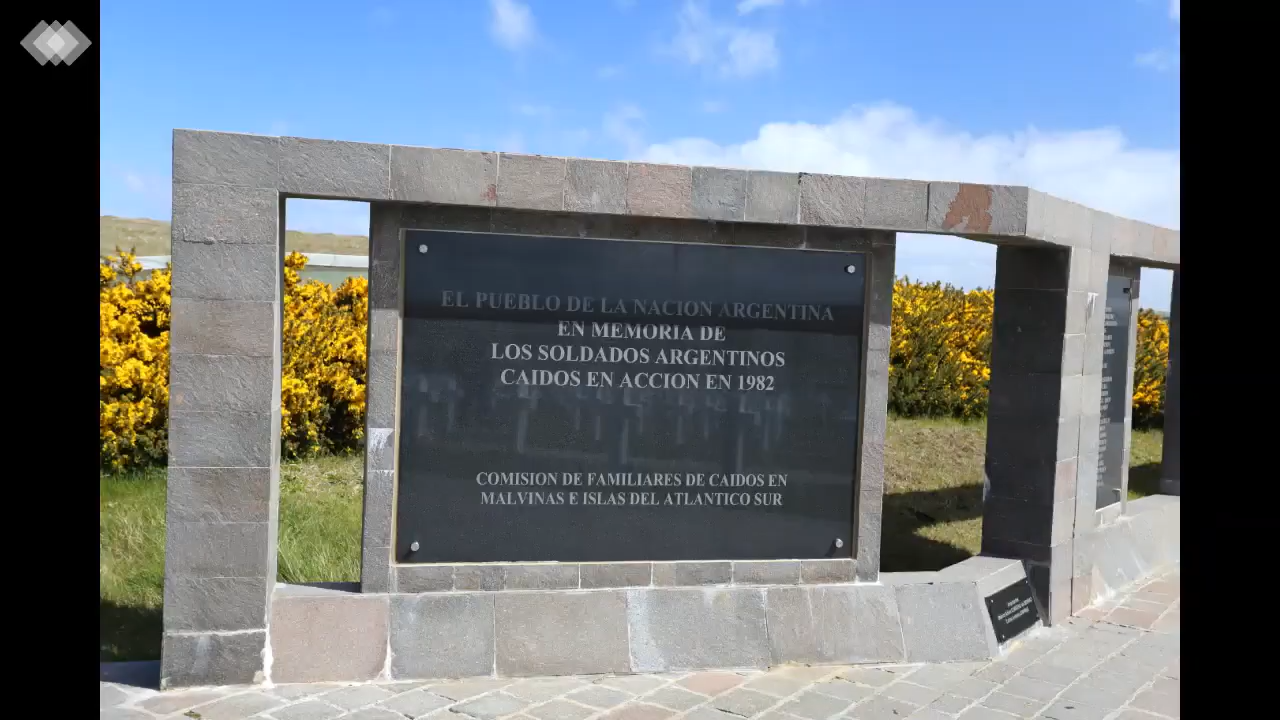 EL PUEBLO DE LA NACION ARGENTINA
EN MEMORIA DE
LOS SOLDADOS ARGENTINOS
CAIDOS EN ACCION EN 1982
COMISION DE FAMILIARES DE CAIDOS EN
MALVINAS E ISLAS DEL ATLANTICO SUR